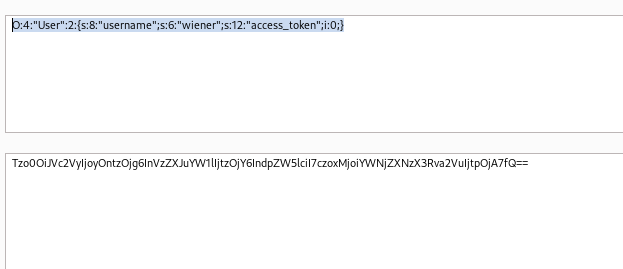 O:4:"User":2:{s:8:"username";s:6:"wiener";s:12:"access_token";i:0;}
Tzo0OiJVc2VyIjoyOntzOjg6InVzZXJuYW1lIjtzOjY6IndpZW5lciI7czoxMjoiYWNjZXNzX3Rva2VuIjtpOjA7fQ==